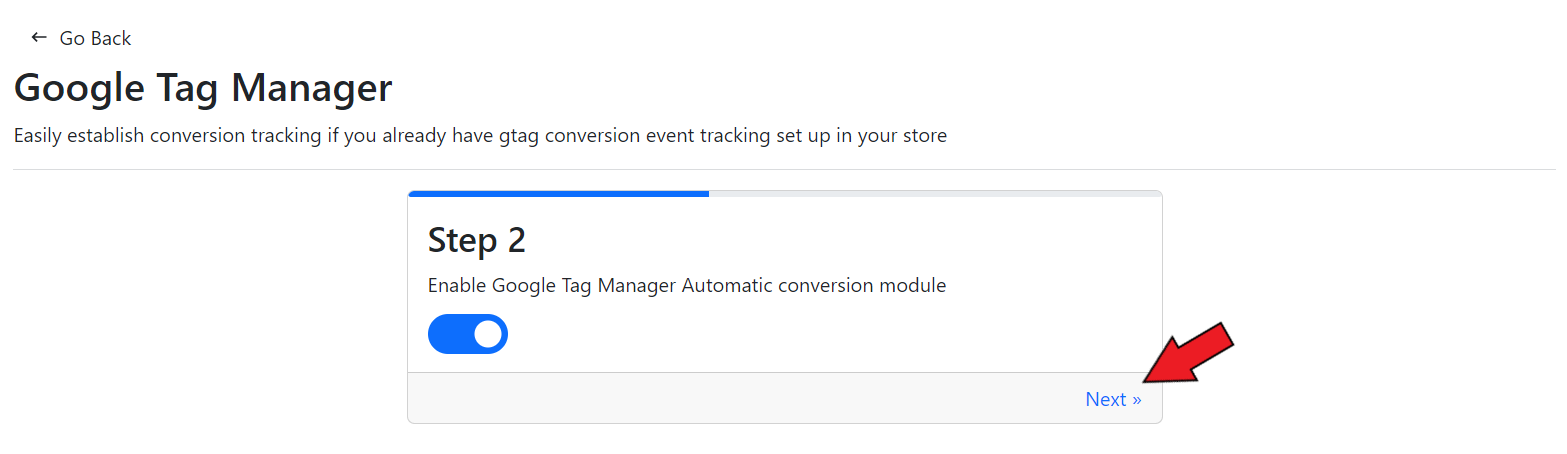 ← Go Back
Google Tag Manager
Easily establish conversion tracking if you already have gtag conversion event tracking set up in your store
Step 2
Enable Google Tag Manager Automatic conversion module
Next »